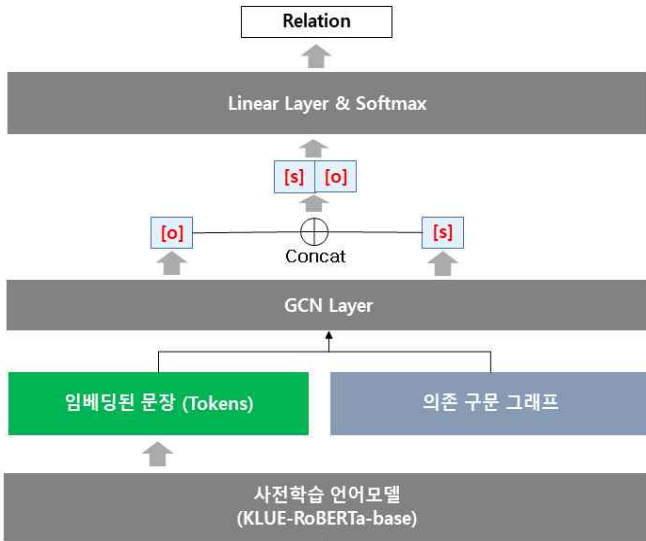 Relation
Linear Layer & Softmax
[s] [o]
[o]
[s]
Concat
GCN Layer
임베딩된 문장 (Tokens)
의존 구문 그래프
사전학습 언어모델
(KLUE-RoBERTa-base)